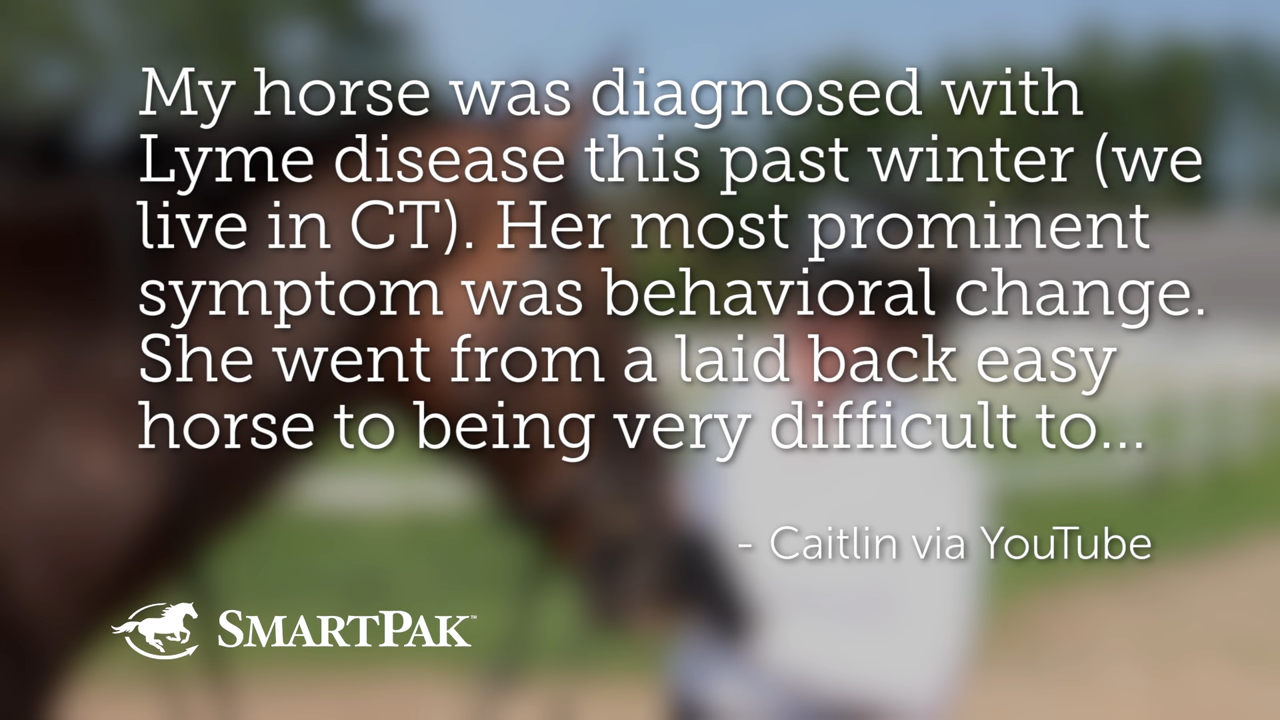 My horse was diagnosed with
Lyme disease this past winter (we
live in CT). Her most prominent
symptom was behavioral change.
She went from a laid back easy
horse to being very difficult to...
- Caitlin via YouTube
SMARTPAK™